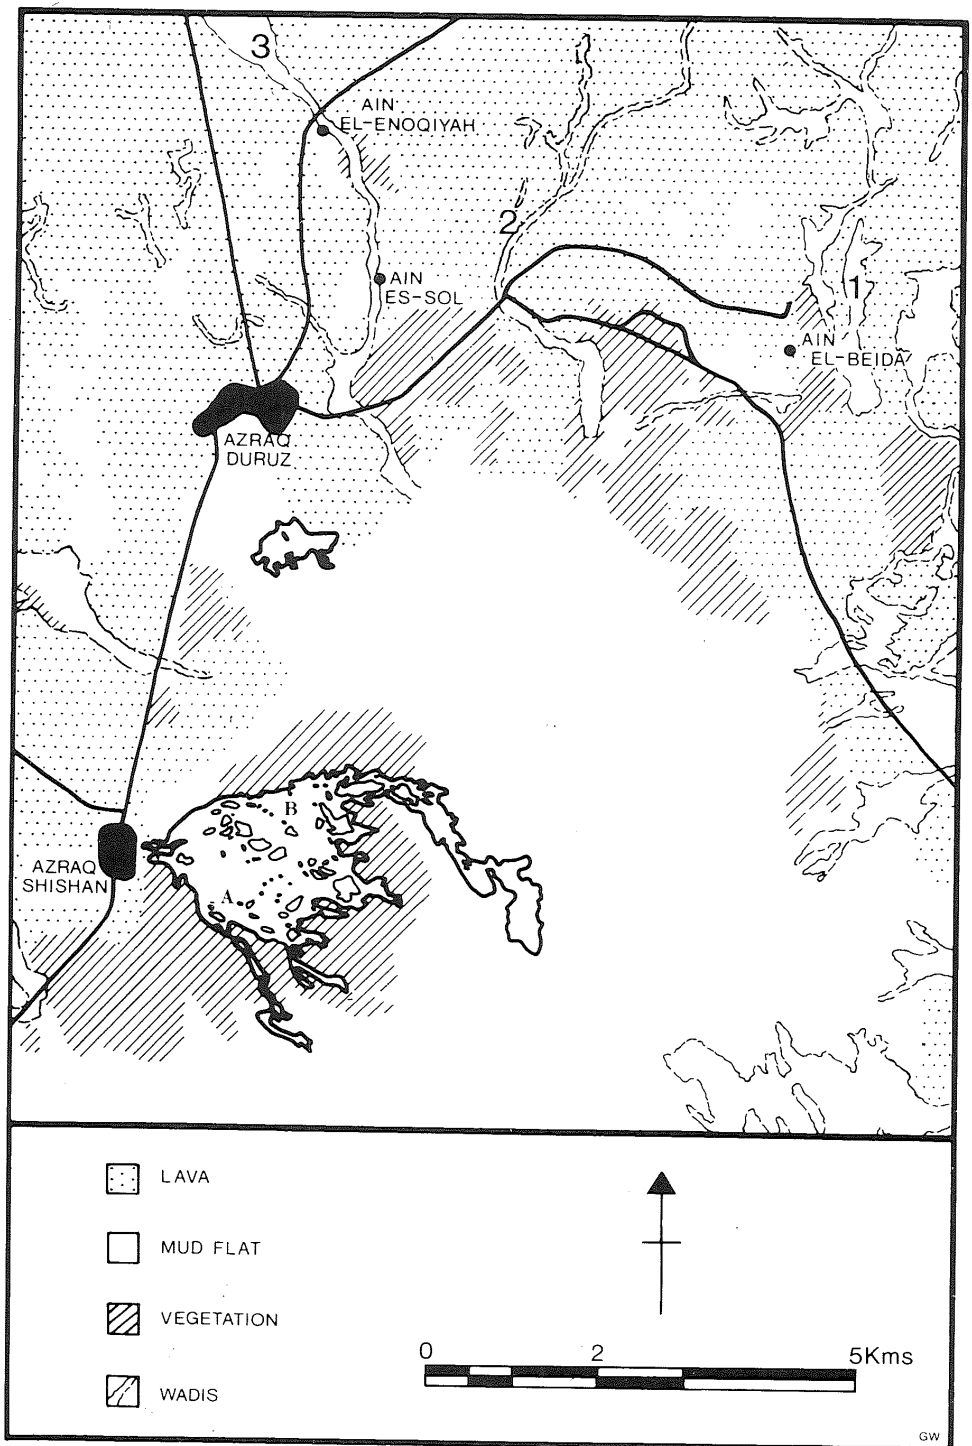 3
AIN
EL-ENOQIYAH
2
AIN
ES-SOL
1
AIN
EL-BEIDA
AZRAQ
DURUZ
B
AZRAQ
SHISHAN
A
LAVA
MUD FLAT
VEGETATION
WADIS
0 2 5Kms
GW